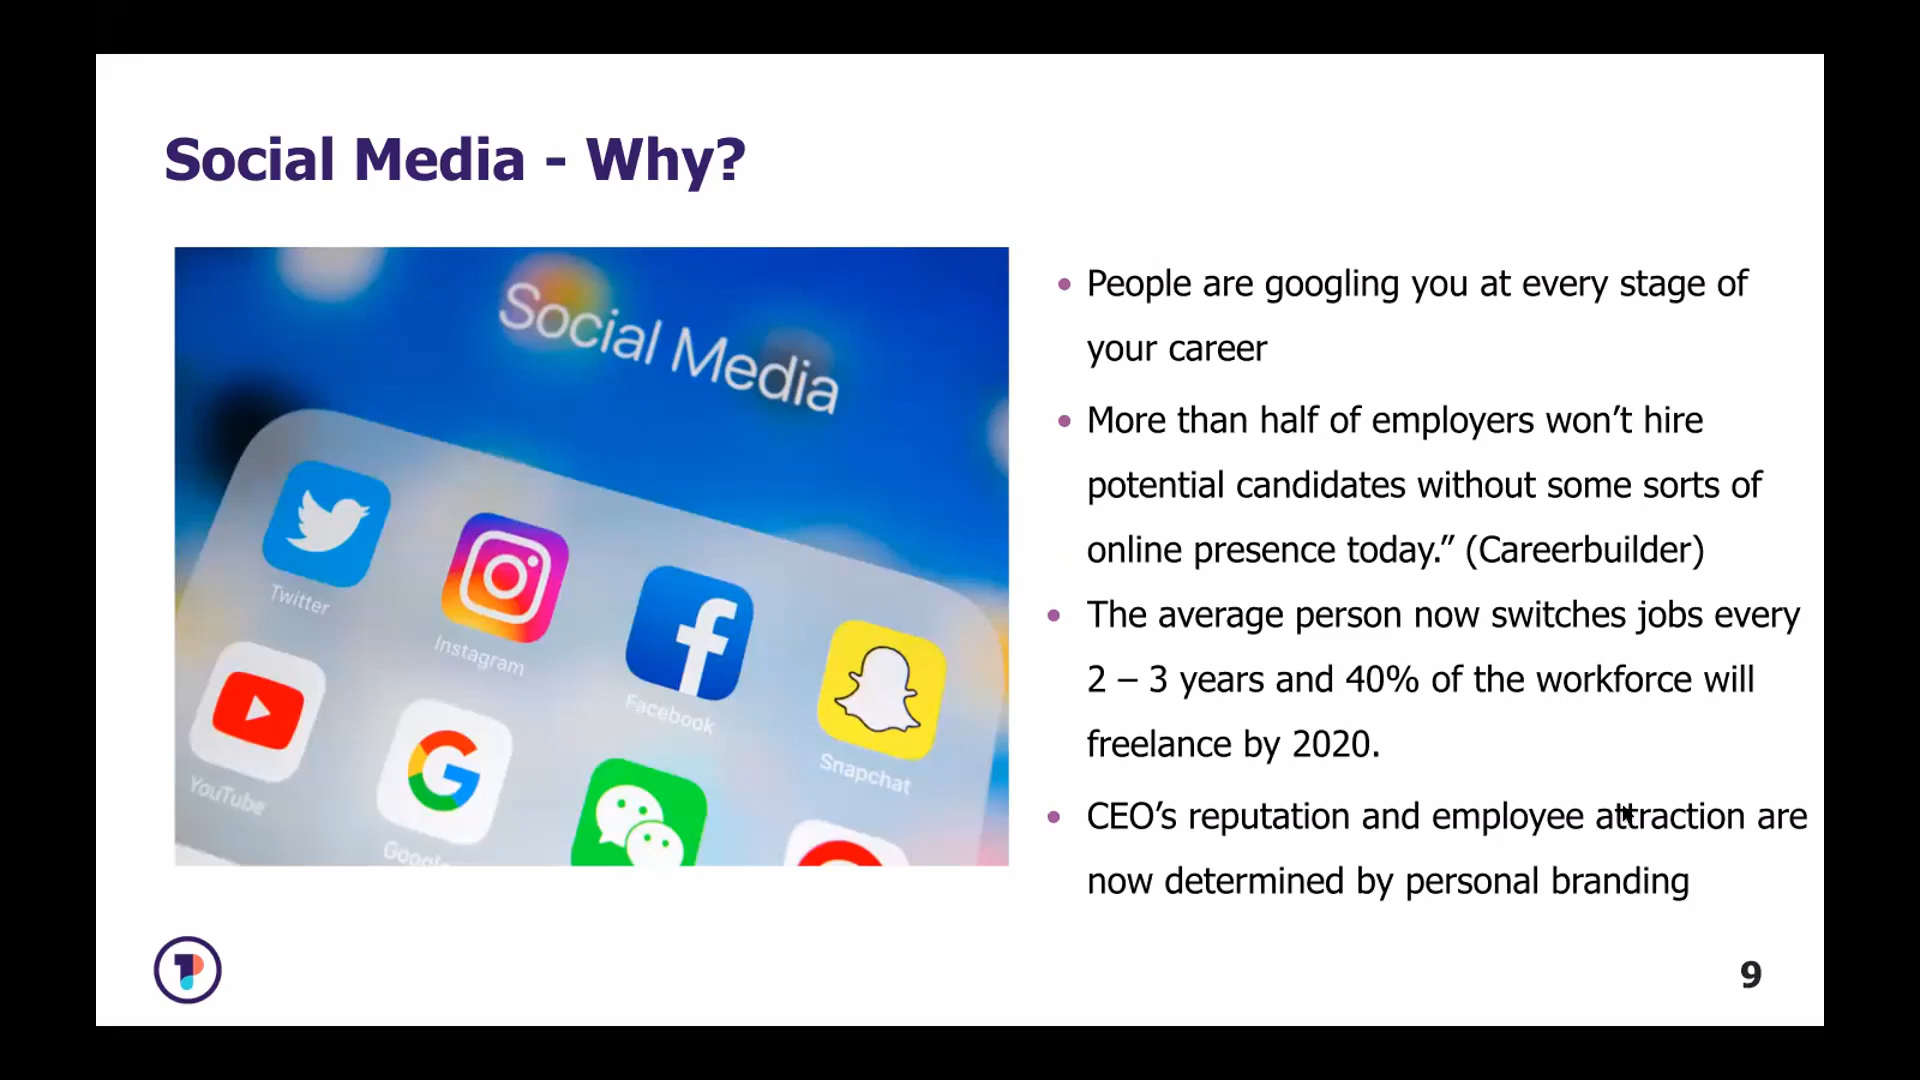 Social Media - Why?
Social Media
Twitter
Instagram
Facebook
Snapchat
YouTube
Google
• People are googling you at every stage of
your career
• More than half of employers won’t hire
potential candidates without some sorts of
online presence today.” (Careerbuilder)
• The average person now switches jobs every
2 – 3 years and 40% of the workforce will
freelance by 2020.
• CEO’s reputation and employee attraction are
now determined by personal branding
9